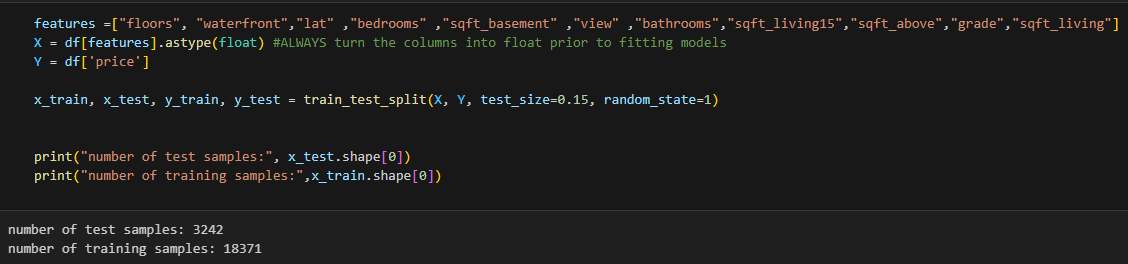 features =["floors", "waterfront","lat" ,"bedrooms" ,"sqft_basement" ,"view" ,"bathrooms","sqft_living15","sqft_above","grade","sqft_living"]
X = df[features].astype(float) #ALWAYS turn the columns into float prior to fitting models
Y = df['price']
x_train, x_test, y_train, y_test = train_test_split(X, Y, test_size=0.15, random_state=1)
print("number of test samples:", x_test.shape[0])
print("number of training samples:",x_train.shape[0])
number of test samples: 3242
number of training samples: 18371